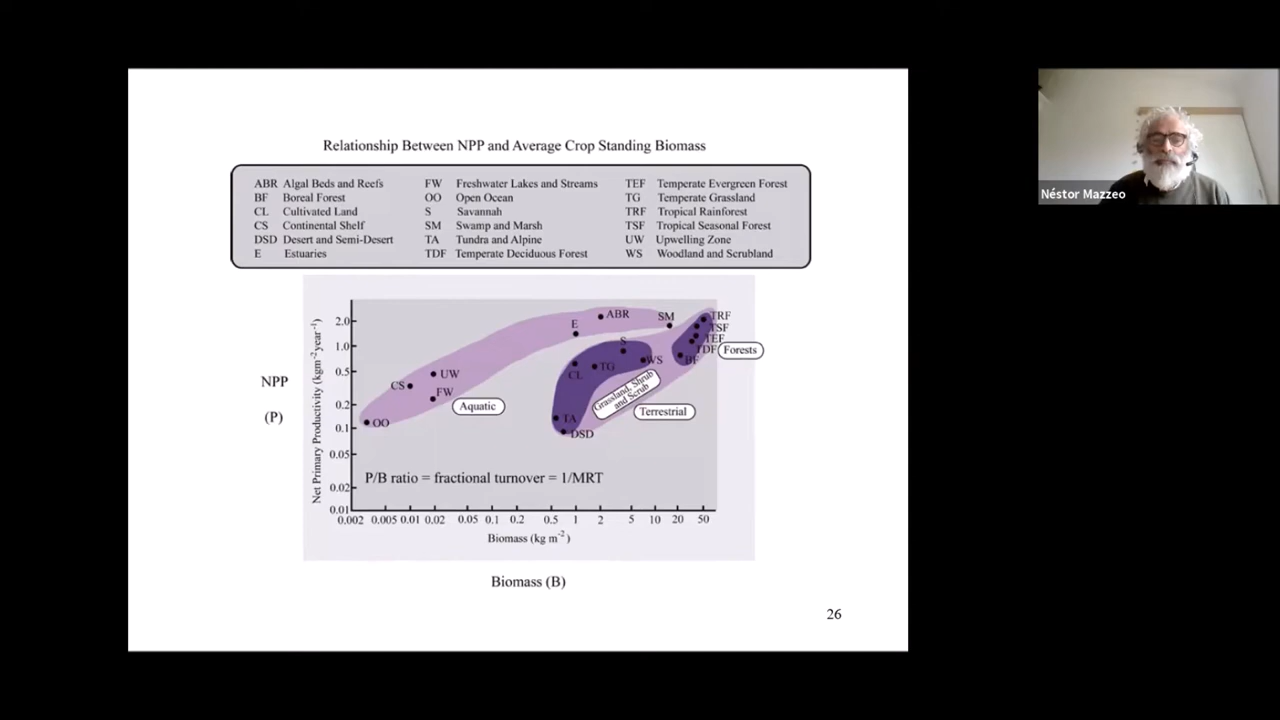 Relationship Between NPP and Average Crop Standing Biomass
ABR Algal Beds and Reefs
BF Boreal Forest
CL Cultivated Land
CS Continental Shelf
DSD Desert and Semi-Desert
E Estuaries
FW Freshwater Lakes and Streams
OO Open Ocean
S Savannah
SM Swamp and Marsh
TA Tundra and Alpine
TDF Temperate Deciduous Forest
TEF Temperate Evergreen Forest
TG Temperate Grassland
TRF Tropical Rainforest
TSF Tropical Seasonal Forest
UW Upwelling Zone
WS Woodland and Scrubland
NPP
(P)
Net Primary Productivity (kgm⁻² year⁻¹)
2.0
1.0
0.5
0.2
0.1
0.05
0.02
0.01
E
ABR
SM
TRF
TSF
TEF
TDF
BF
Forests
S
WS
CL
TG
UW
CS
FW
Aquatic
Grassland, Shrub
and Scrub
Terrestrial
OO
TA
DSD
P/B ratio = fractional turnover = 1/MRT
0.002 0.005 0.01 0.02 0.05 0.1 0.2 0.5 1 2 5 10 20 50
Biomass (kg m⁻²)
Biomass (B)
26
Néstor Mazzeo